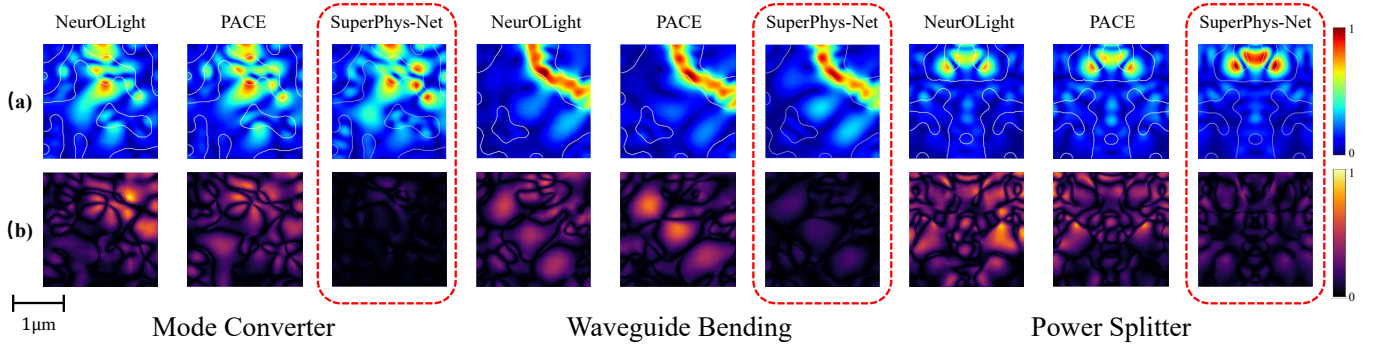 NeurOLight PACE SuperPhys-Net NeurOLight PACE SuperPhys-Net NeurOLight PACE SuperPhys-Net
1
(a)
0
1
(b)
0
1μm
Mode Converter Waveguide Bending Power Splitter